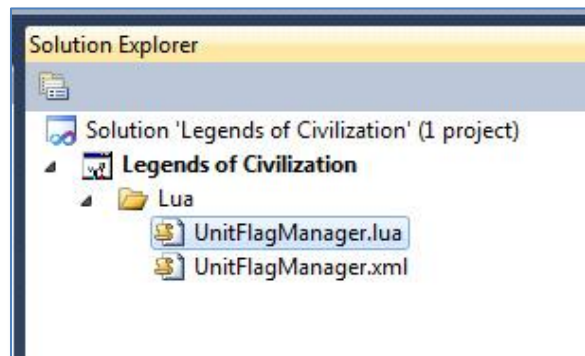 Solution Explorer
Solution 'Legends of Civilization' (1 project)
Legends of Civilization
Lua
UnitFlagManager.lua
UnitFlagManager.xml